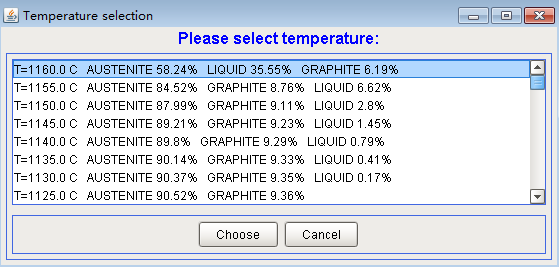 Temperature selection
Please select temperature:
T=1160.0 C AUSTENITE 58.24% LIQUID 35.55% GRAPHITE 6.19%
T=1155.0 C AUSTENITE 84.52% GRAPHITE 8.76% LIQUID 6.62%
T=1150.0 C AUSTENITE 87.99% GRAPHITE 9.11% LIQUID 2.8%
T=1145.0 C AUSTENITE 89.21% GRAPHITE 9.23% LIQUID 1.45%
T=1140.0 C AUSTENITE 89.8% GRAPHITE 9.29% LIQUID 0.79%
T=1135.0 C AUSTENITE 90.14% GRAPHITE 9.33% LIQUID 0.41%
T=1130.0 C AUSTENITE 90.37% GRAPHITE 9.35% LIQUID 0.17%
T=1125.0 C AUSTENITE 90.52% GRAPHITE 9.36%
Choose Cancel